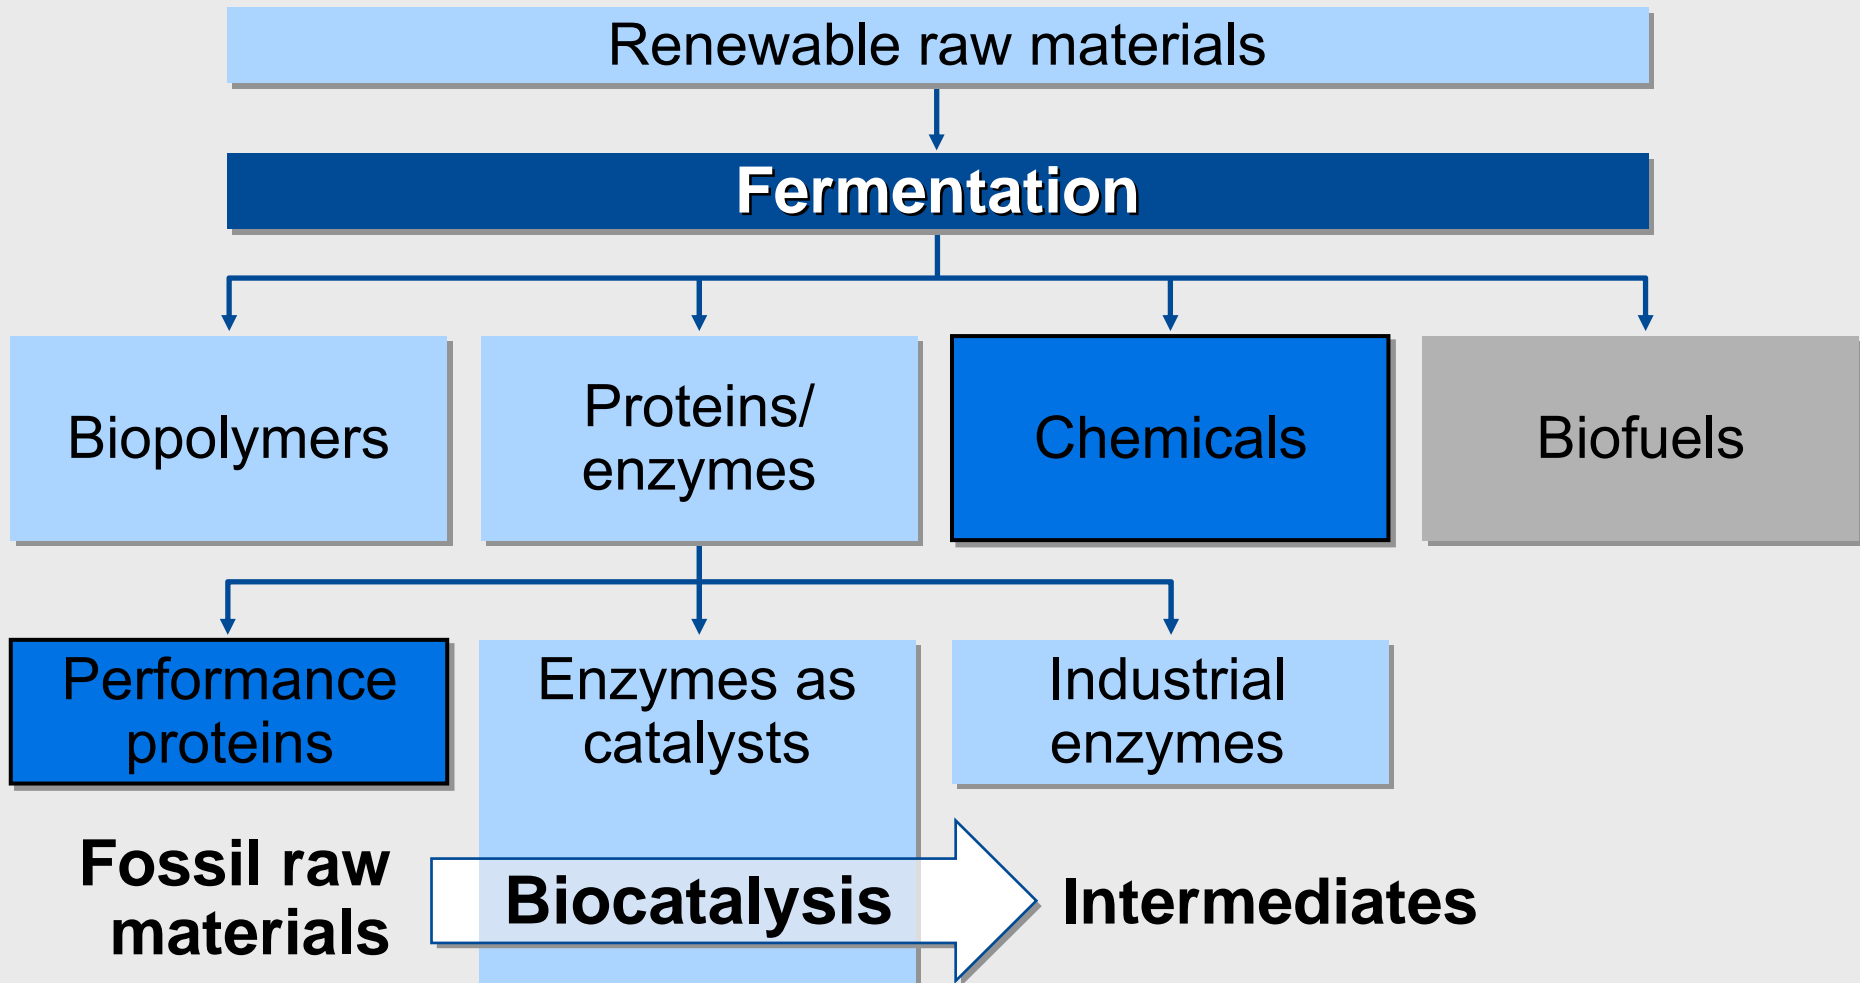 Renewable raw materials
Fermentation
Biopolymers
Proteins/
enzymes
Chemicals
Biofuels
Performance
proteins
Enzymes as
catalysts
Industrial
enzymes
Fossil raw
materials
Biocatalysis
Intermediates